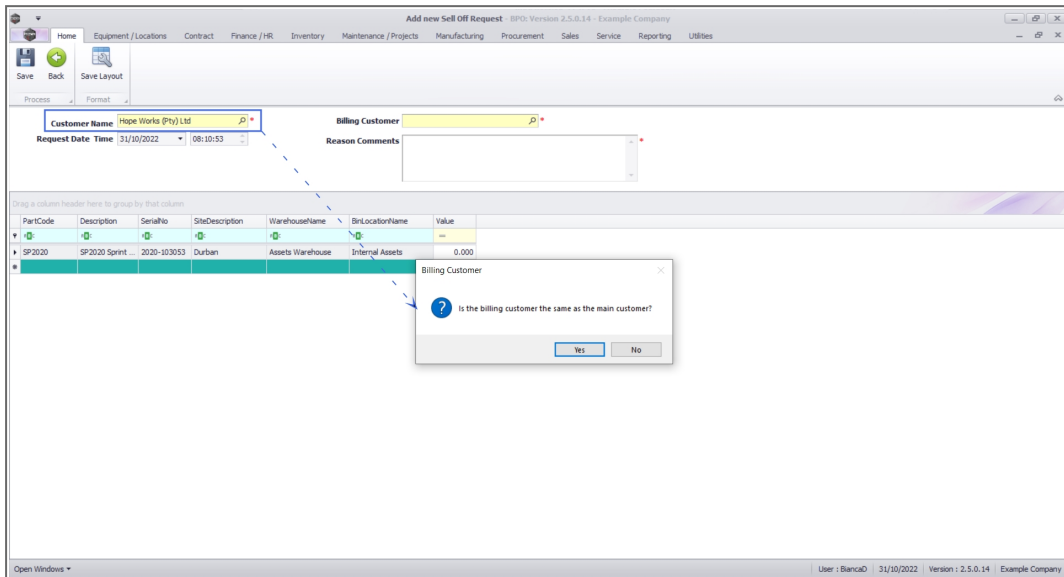 Add new Sell Off Request - BPO: Version 2.5.0.14 - Example Company
Home Equipment / Locations Contract Finance / HR Inventory Maintenance / Projects Manufacturing Procurement Sales Service Reporting Utilities
Save Back Save Layout
Process Format
Customer Name Hope Works (Pty) Ltd * Billing Customer *
Request Date Time 31/10/2022 08:10:53 Reason Comments *
Drag a column header here to group by that column
PartCode Description SerialNo SiteDescription WarehouseName BinLocationName Value
SP2020 SP2020 Sprint ... 2020-103053 Durban Assets Warehouse Internal Assets 0.000
Billing Customer
Is the billing customer the same as the main customer?
Yes No
Open Windows User : BiancaD 31/10/2022 Version : 2.5.0.14 Example Company